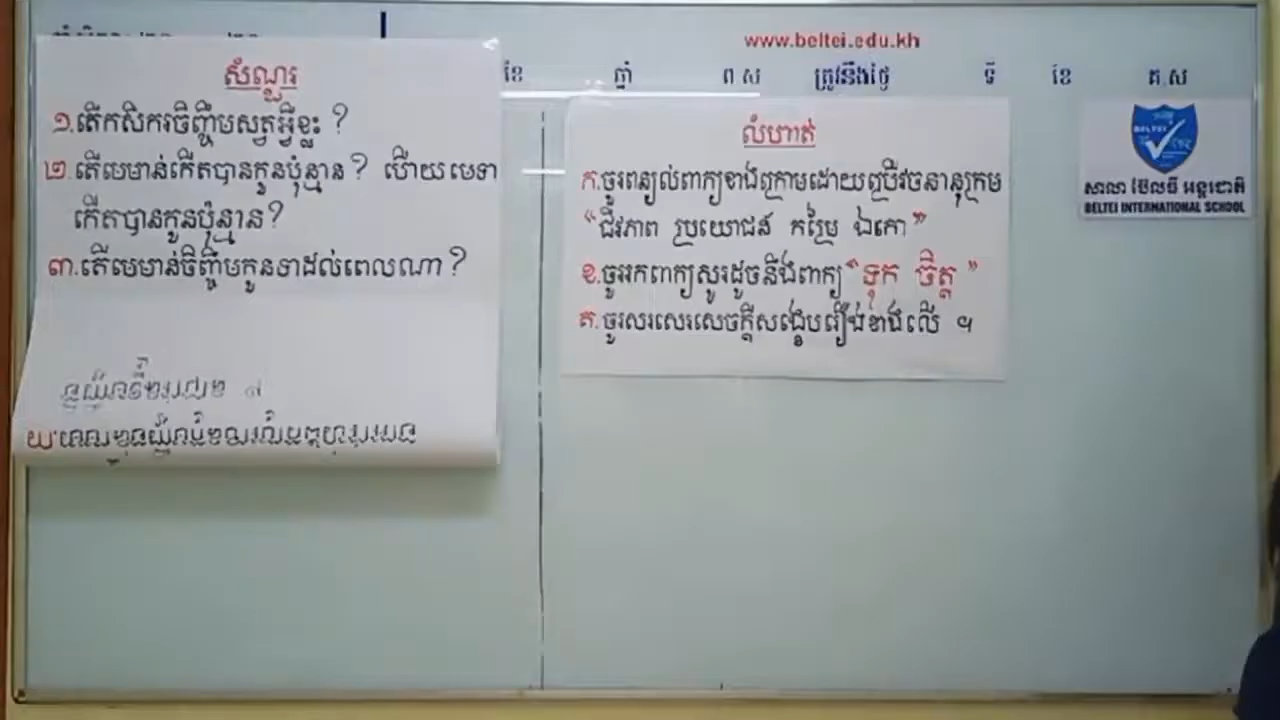 www.beltei.edu.kh
ខែ ឆ្នាំ ព ស ត្រូវនឹងថ្ងៃ ទី ខែ គ.ស
សំណួរ
១.តើកសិករចិញ្ចឹមសត្វអ្វីខ្លះ ?
២.តើមេមាន់កើតបានកូនប៉ុន្មាន ? ហើយមេទា
កើតបានកូនប៉ុន្មាន ?
៣.តើមេមាន់ចិញ្ចឹមកូនទាដល់ពេលណា ?
លំហាត់
ក.ចូរពន្យល់ពាក្យខាងក្រោមដោយប្រើវចនានុក្រម
“ជីវភាព ប្រយោជន៍ កម្រៃ ឯកោ”
ខ.ចូររកពាក្យសូរដូចនឹងពាក្យ “ទុក ចិត្ត ”
គ.ចូរសរសេរសេចក្តីសង្ខេបរឿងខាងលើ ។
BELTEI
សាលា ប៊ែលធី អន្តរជាតិ
BELTEI INTERNATIONAL SCHOOL